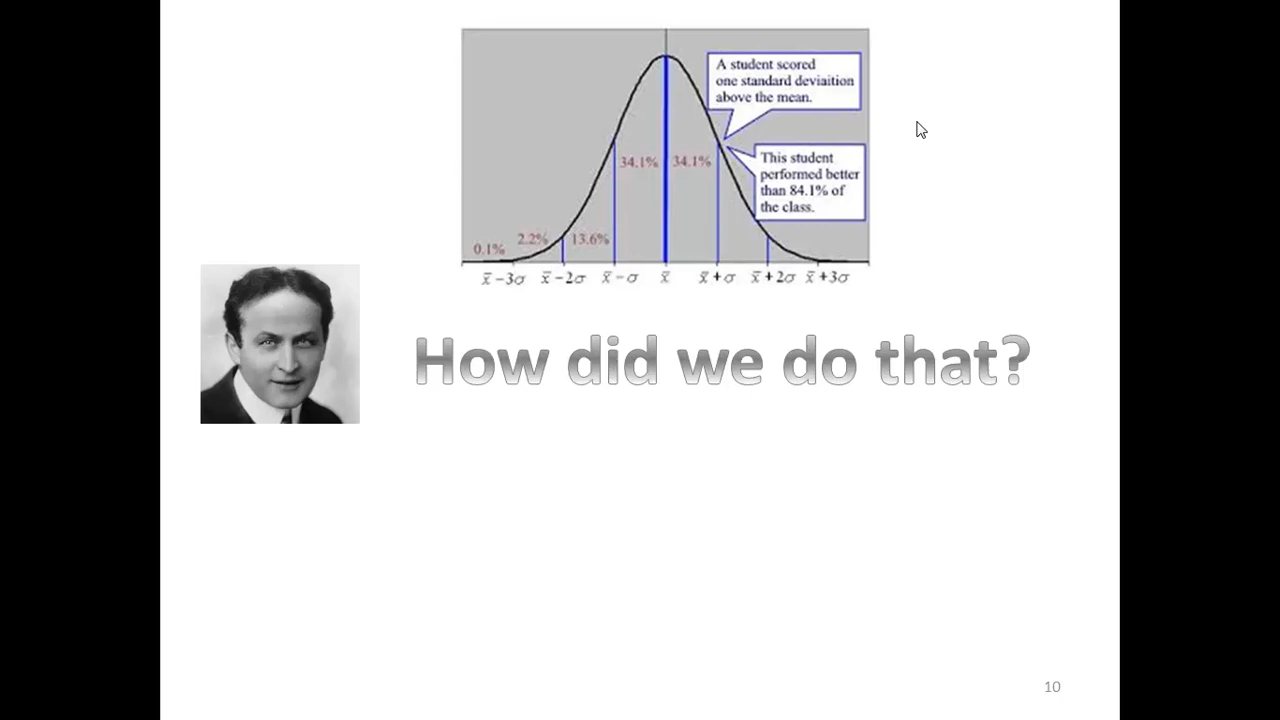 A student scored
one standard deviaition
above the mean.
This student
performed better
than 84.1% of
the class.
34.1% 34.1%
0.1% 2.2% 13.6%
x̄ −3σ x̄ −2σ x̄ −σ x̄ x̄ +σ x̄ +2σ x̄ +3σ
How did we do that?
10